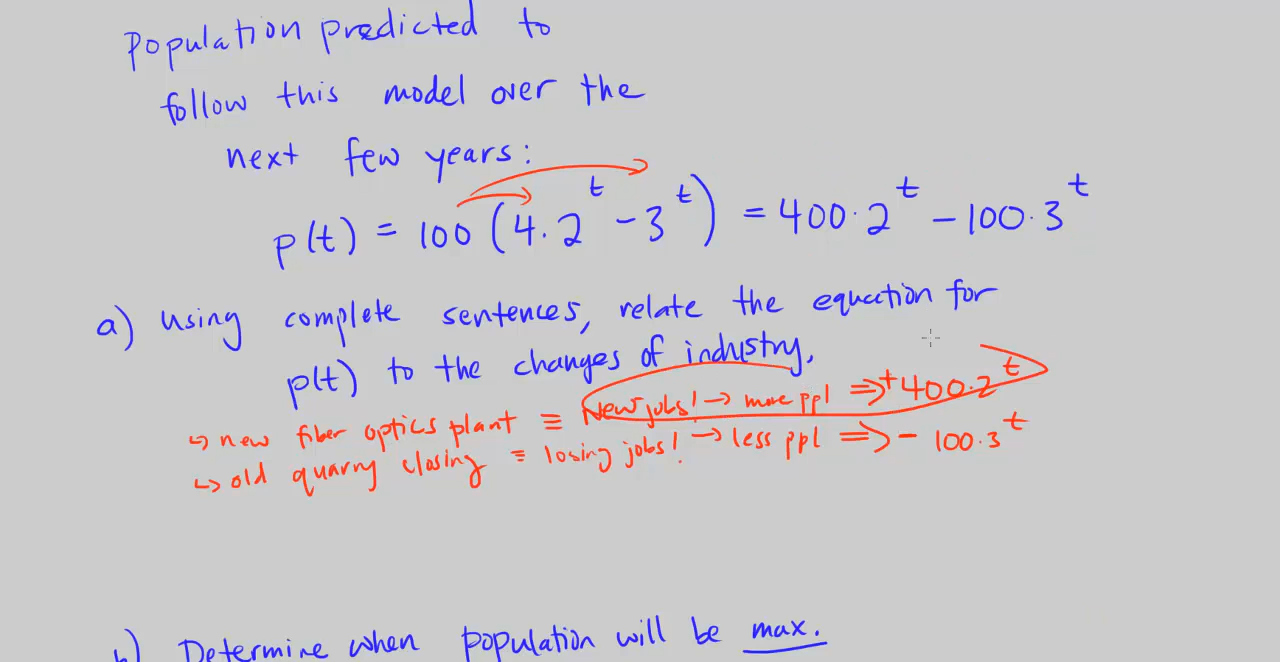 Population predicted to
follow this model over the
next few years:
p(t) = 100 (4.2^t - 3^t) = 400·2^t - 100·3^t
a) Using complete sentences, relate the equation for
p(t) to the changes of industry.
↳ new fiber optics plant ≡ New jobs! → more ppl ⇒ +400·2^t
↳ old quarry closing ≡ losing jobs! → less ppl ⇒ - 100·3^t
b) Determine when population will be max.